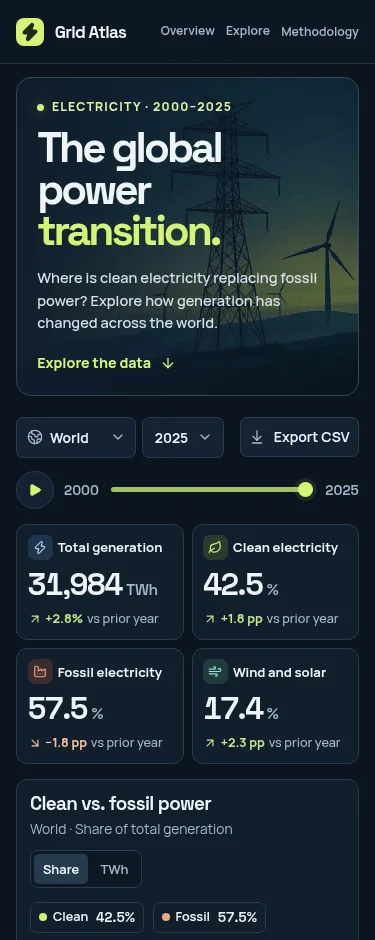 Grid Atlas
Overview Explore Methodology
ELECTRICITY · 2000–2025
The global
power
transition.
Where is clean electricity replacing fossil
power? Explore how generation has
changed across the world.
Explore the data ↓
World
2025
Export CSV
2000
2025
Total generation
31,984 TWh
↗ +2.8% vs prior year
Clean electricity
42.5 %
↗ +1.8 pp vs prior year
Fossil electricity
57.5 %
↘ −1.8 pp vs prior year
Wind and solar
17.4 %
↗ +2.3 pp vs prior year
Clean vs. fossil power
World · Share of total generation
Share TWh
Clean 42.5%
Fossil 57.5%